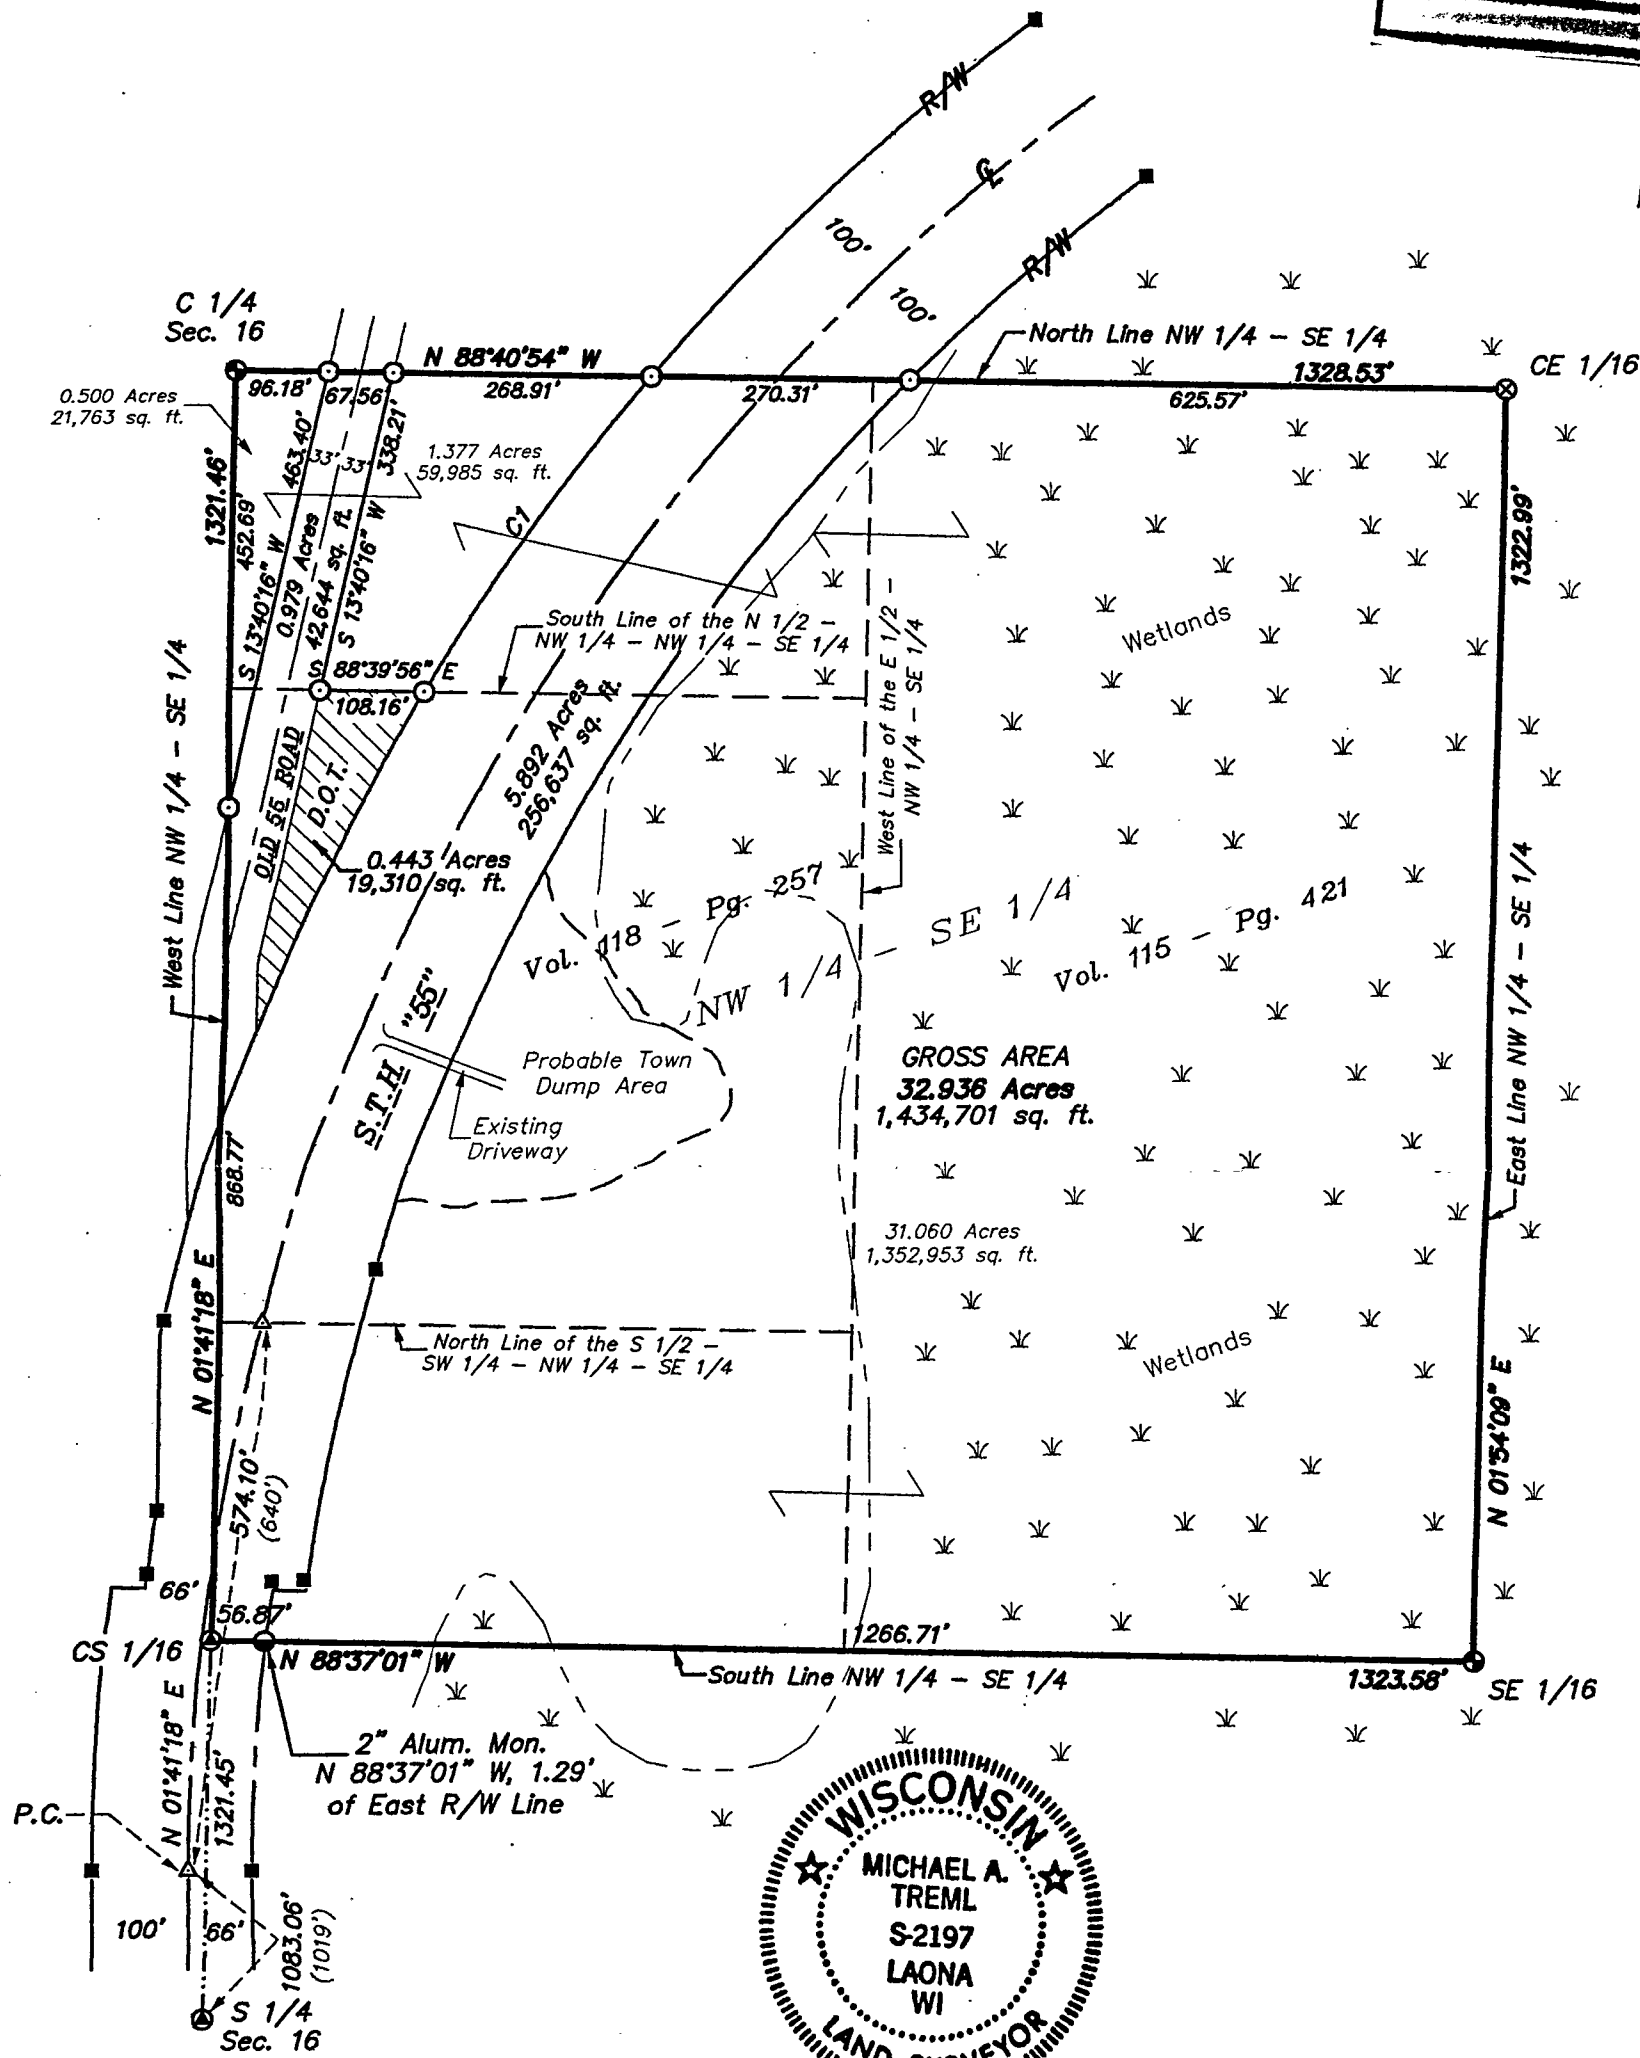 R/W
℄
100'
R/W
100'
C 1/4
Sec. 16
N 88°40'54" W
North Line NW 1/4 - SE 1/4
1328.53'
CE 1/16
96.18'
67.56'
268.91'
270.31'
625.57'
0.500 Acres
21,763 sq. ft.
463.40'
33'
33'
338.21'
1.377 Acres
59,985 sq. ft.
1321.46'
452.69'
S 13°40'16" W
0.979 Acres
42,644 sq. ft.
S 13°40'16" W
C1
1322.99'
South Line of the N 1/2 -
NW 1/4 - NW 1/4 - SE 1/4
West Line of the E 1/2 -
NW 1/4 - SE 1/4
Wetlands
S 88°39'56" E
108.16'
West Line NW 1/4 - SE 1/4
OLD 55 ROAD
D.O.T.
5.892 Acres
256,637 sq. ft.
0.443 Acres
19,310 sq. ft.
Vol. 118 - Pg. 257
NW 1/4 - SE 1/4
Vol. 115 - Pg. 421
East Line NW 1/4 - SE 1/4
S.T.H. "55"
Probable Town
Dump Area
Existing
Driveway
GROSS AREA
32.936 Acres
1,434,701 sq. ft.
868.77'
31.060 Acres
1,352,953 sq. ft.
N 01°41'18" E
North Line of the S 1/2 -
SW 1/4 - NW 1/4 - SE 1/4
Wetlands
N 01°54'09" E
574.10'
(640')
66'
56.87'
CS 1/16
N 88°37'01" W
1266.71'
South Line NW 1/4 - SE 1/4
1323.58'
SE 1/16
N 01°41'18" E
1321.45'
2" Alum. Mon.
N 88°37'01" W, 1.29'
of East R/W Line
P.C.
100'
66'
1083.06'
(1019')
S 1/4
Sec. 16
WISCONSIN
MICHAEL A.
TREML
S-2197
LAONA
WI
LAND SURVEYOR